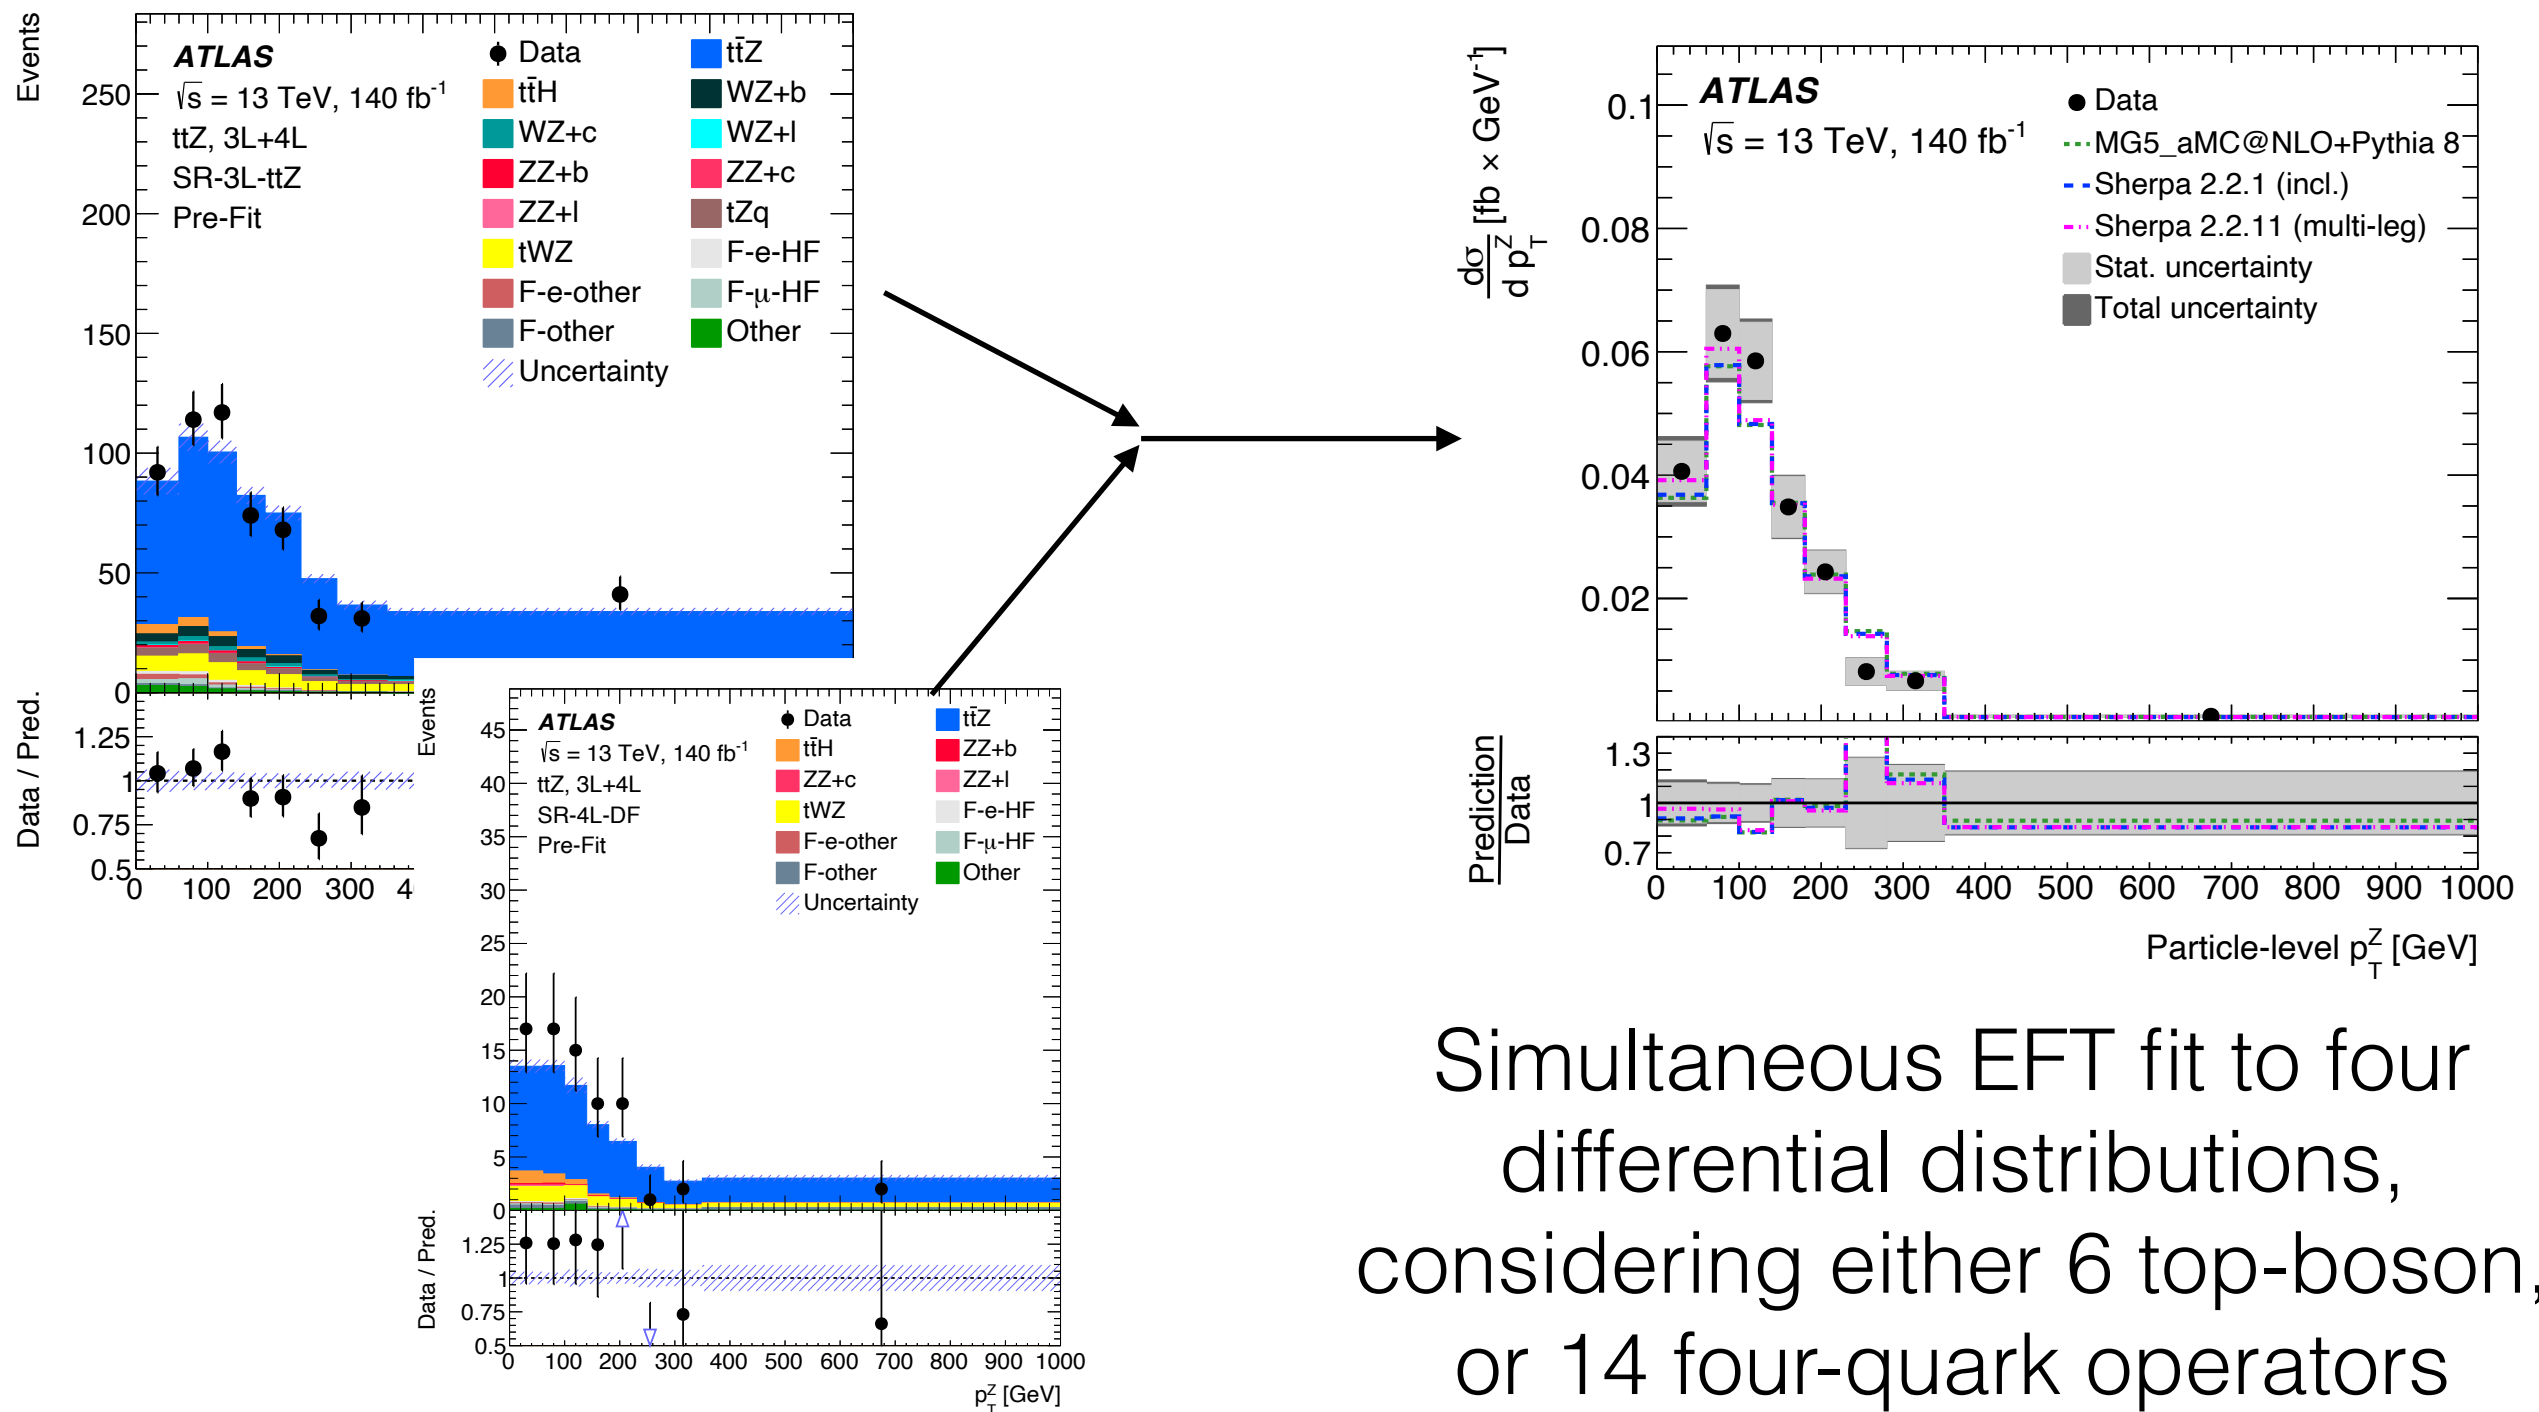 Events
ATLAS
√s = 13 TeV, 140 fb⁻¹
ttZ, 3L+4L
SR-3L-ttZ
Pre-Fit
Data
tt̄Z
tt̄H
WZ+b
WZ+c
WZ+l
ZZ+b
ZZ+c
ZZ+l
tZq
tWZ
F-e-HF
F-e-other
F-μ-HF
F-other
Other
Uncertainty
250
200
150
100
50
0
Data / Pred.
1.25
1
0.75
0.5
0 100 200 300 4
Events
ATLAS
√s = 13 TeV, 140 fb⁻¹
ttZ, 3L+4L
SR-4L-DF
Pre-Fit
Data
tt̄Z
tt̄H
ZZ+b
ZZ+c
ZZ+l
tWZ
F-e-HF
F-e-other
F-μ-HF
F-other
Other
Uncertainty
45
40
35
30
25
20
15
10
5
0
Data / Pred.
1.25
1
0.75
0.5
0 100 200 300 400 500 600 700 800 900 1000
p_T^Z [GeV]
dσ/d p_T^Z [fb × GeV⁻¹]
ATLAS
√s = 13 TeV, 140 fb⁻¹
Data
MG5_aMC@NLO+Pythia 8
Sherpa 2.2.1 (incl.)
Sherpa 2.2.11 (multi-leg)
Stat. uncertainty
Total uncertainty
0.1
0.08
0.06
0.04
0.02
Prediction
Data
1.3
1
0.7
0 100 200 300 400 500 600 700 800 900 1000
Particle-level p_T^Z [GeV]
Simultaneous EFT fit to four
differential distributions,
considering either 6 top-boson,
or 14 four-quark operators